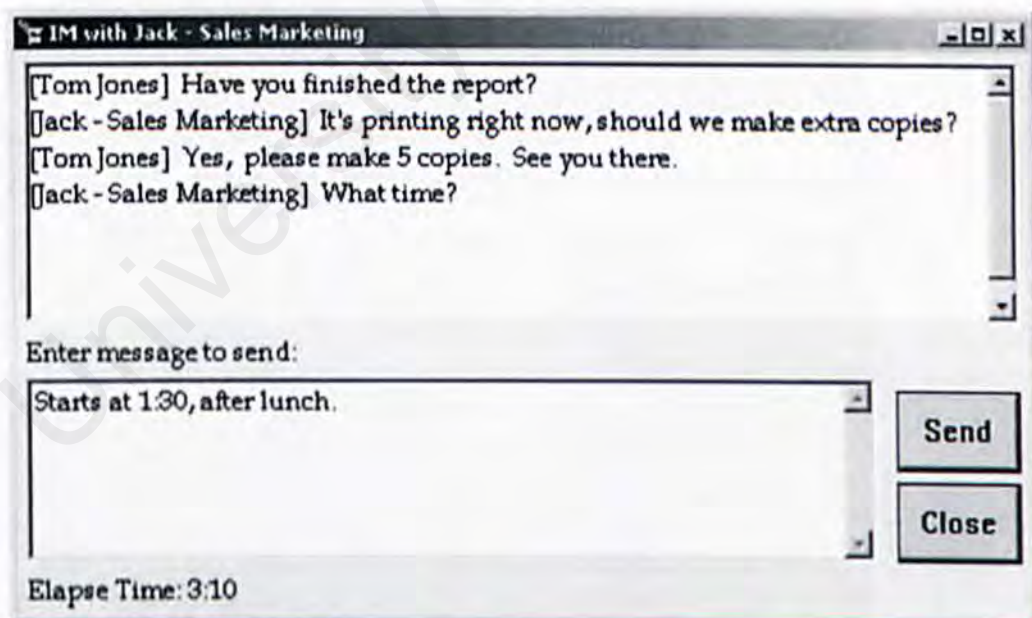 IM with Jack - Sales Marketing
[Tom Jones] Have you finished the report?
[Jack - Sales Marketing] It's printing right now, should we make extra copies?
[Tom Jones] Yes, please make 5 copies. See you there.
[Jack - Sales Marketing] What time?
Enter message to send:
Starts at 1:30, after lunch.
Send
Close
Elapse Time: 3:10
University